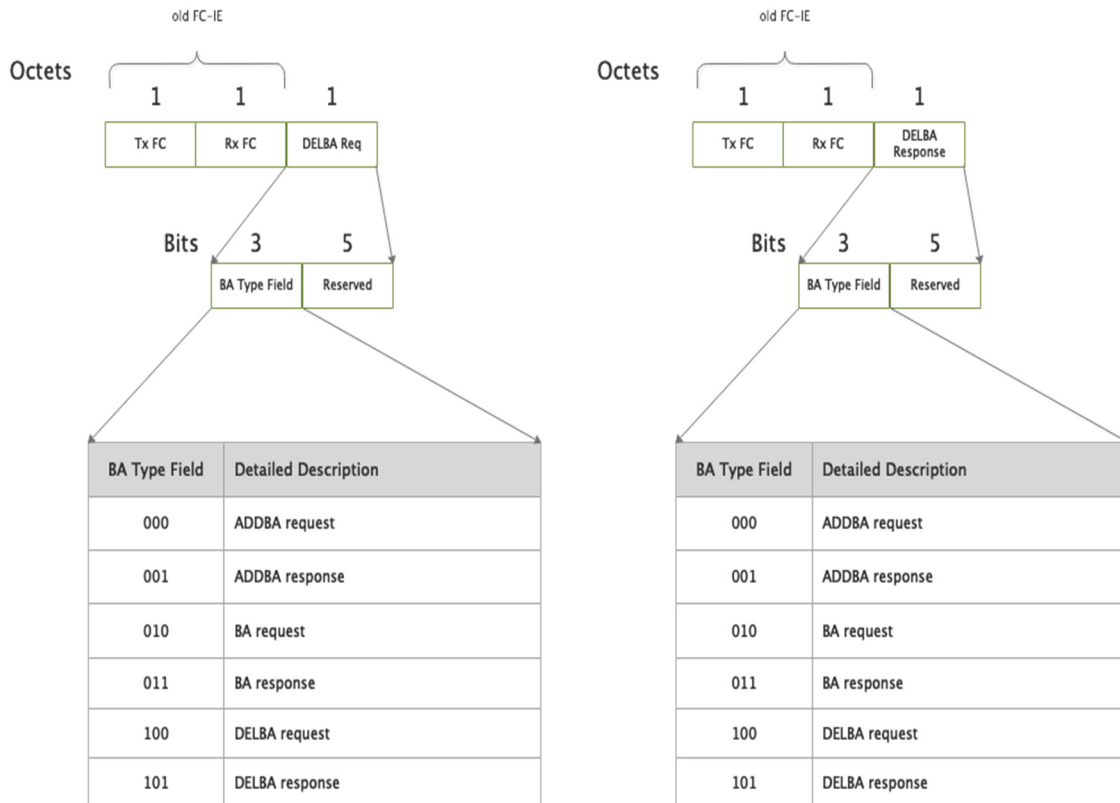 old FC-IE
Octets
1 1 1
Tx FC Rx FC DELBA Req
Bits 3 5
BA Type Field Reserved
BA Type Field Detailed Description
000 ADDBA request
001 ADDBA response
010 BA request
011 BA response
100 DELBA request
101 DELBA response
old FC-IE
Octets
1 1 1
Tx FC Rx FC DELBA
Response
Bits 3 5
BA Type Field Reserved
BA Type Field Detailed Description
000 ADDBA request
001 ADDBA response
010 BA request
011 BA response
100 DELBA request
101 DELBA response